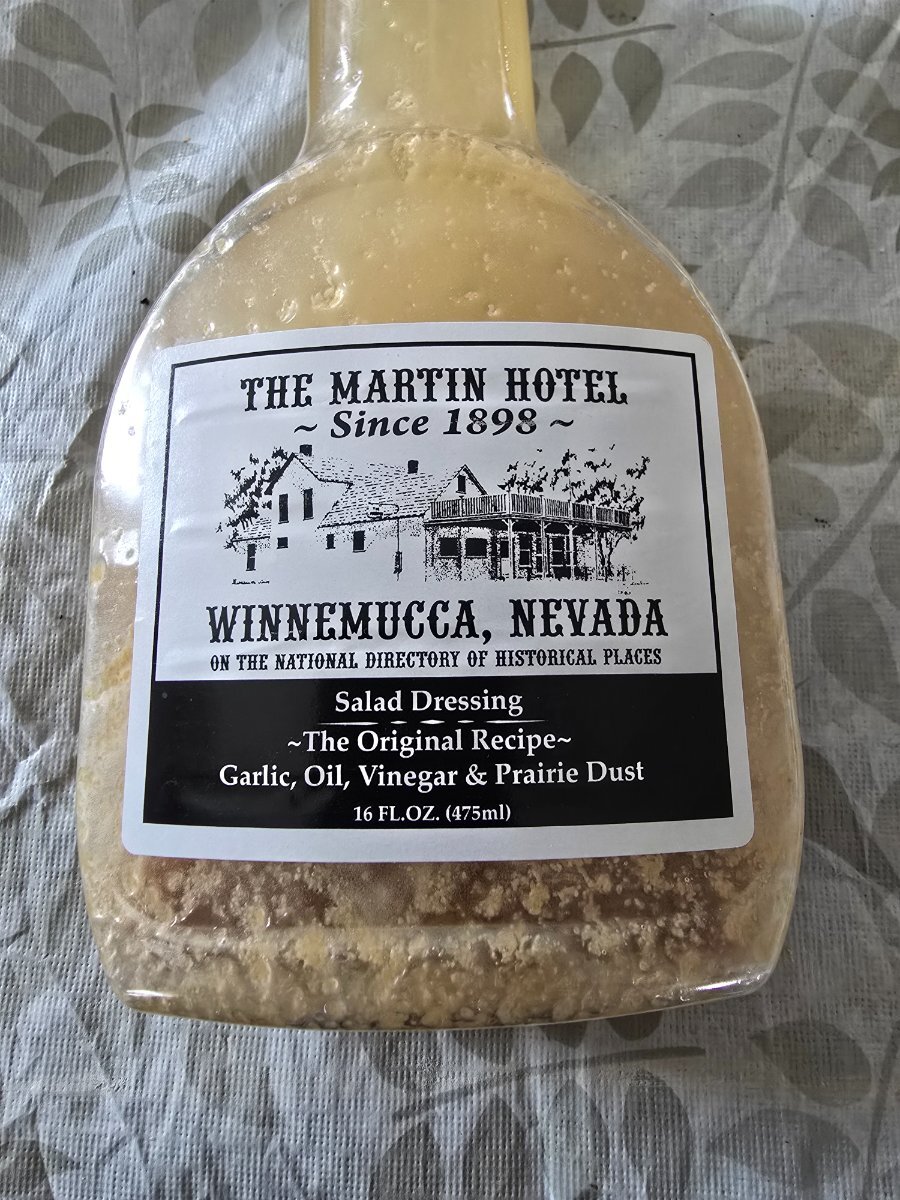 THE MARTIN HOTEL
~ Since 1898 ~
WINNEMUCCA, NEVADA
ON THE NATIONAL DIRECTORY OF HISTORICAL PLACES
Salad Dressing
~The Original Recipe~
Garlic, Oil, Vinegar & Prairie Dust
16 FL.OZ. (475ml)